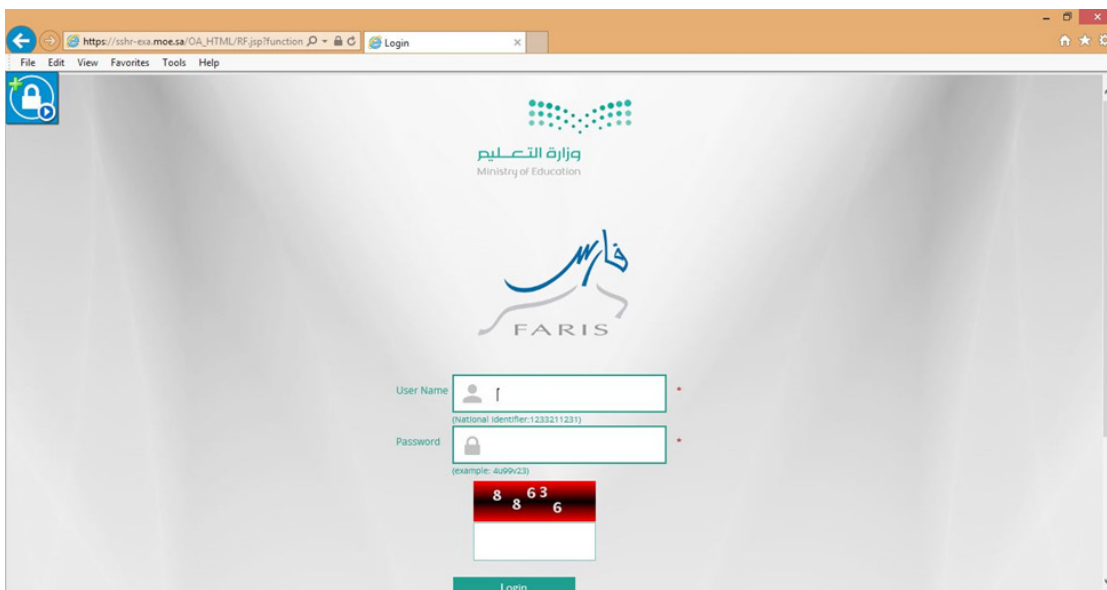 https://sshr-exa.moe.sa/OA_HTML/RF.jsp?function
Login
File Edit View Favorites Tools Help
وزارة التعليم
Ministry of Education
فارس
FARIS
User Name
*
(National Identifier:1233211231)
Password
*
(example: 4u99v23)
8 8 6 3 6
Login